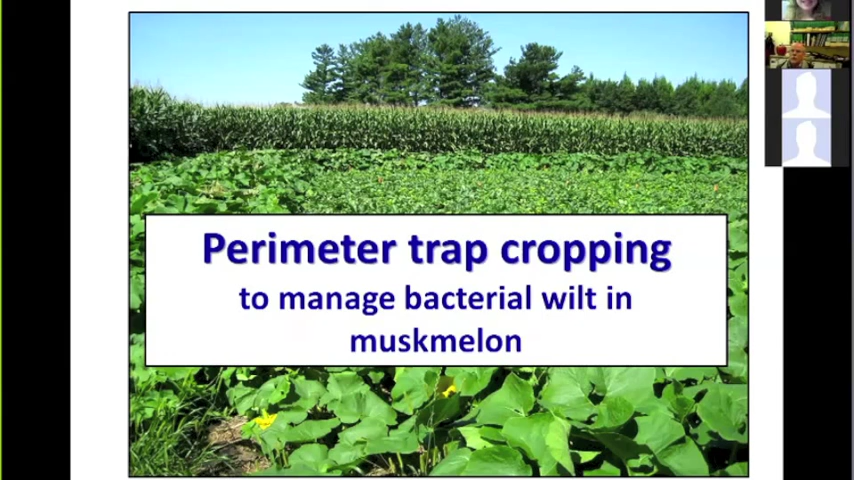 Perimeter trap cropping
to manage bacterial wilt in
muskmelon